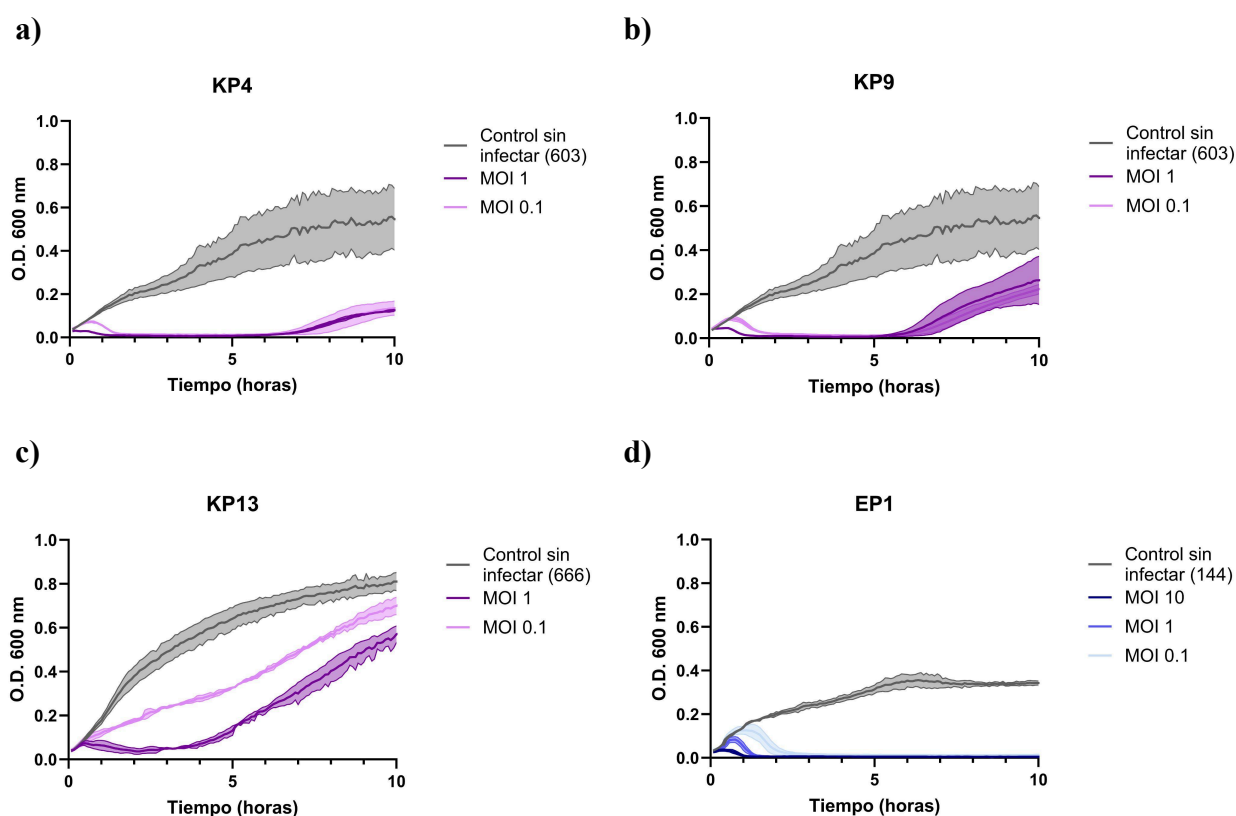 a)
KP4
O.D. 600 nm
1.0
0.8
0.6
0.4
0.2
0.0
0
5
10
Tiempo (horas)
Control sin
infectar (603)
MOI 1
MOI 0.1
b)
KP9
O.D. 600 nm
1.0
0.8
0.6
0.4
0.2
0.0
0
5
10
Tiempo (horas)
Control sin
infectar (603)
MOI 1
MOI 0.1
c)
KP13
O.D. 600 nm
1.0
0.8
0.6
0.4
0.2
0.0
0
5
10
Tiempo (horas)
Control sin
infectar (666)
MOI 1
MOI 0.1
d)
EP1
O.D. 600 nm
1.0
0.8
0.6
0.4
0.2
0.0
0
5
10
Tiempo (horas)
Control sin
infectar (144)
MOI 10
MOI 1
MOI 0.1